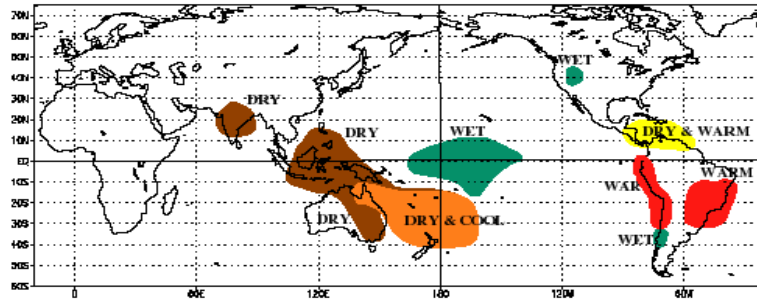 70N
60N
50N
40N
30N
20N
10N
EQ
10S
20S
30S
40S
50S
60S
WET
DRY
DRY
WET
DRY & WARM
WAR
WARM
DRY
DRY & COOL
WET
0
60E
120E
180
120W
60W